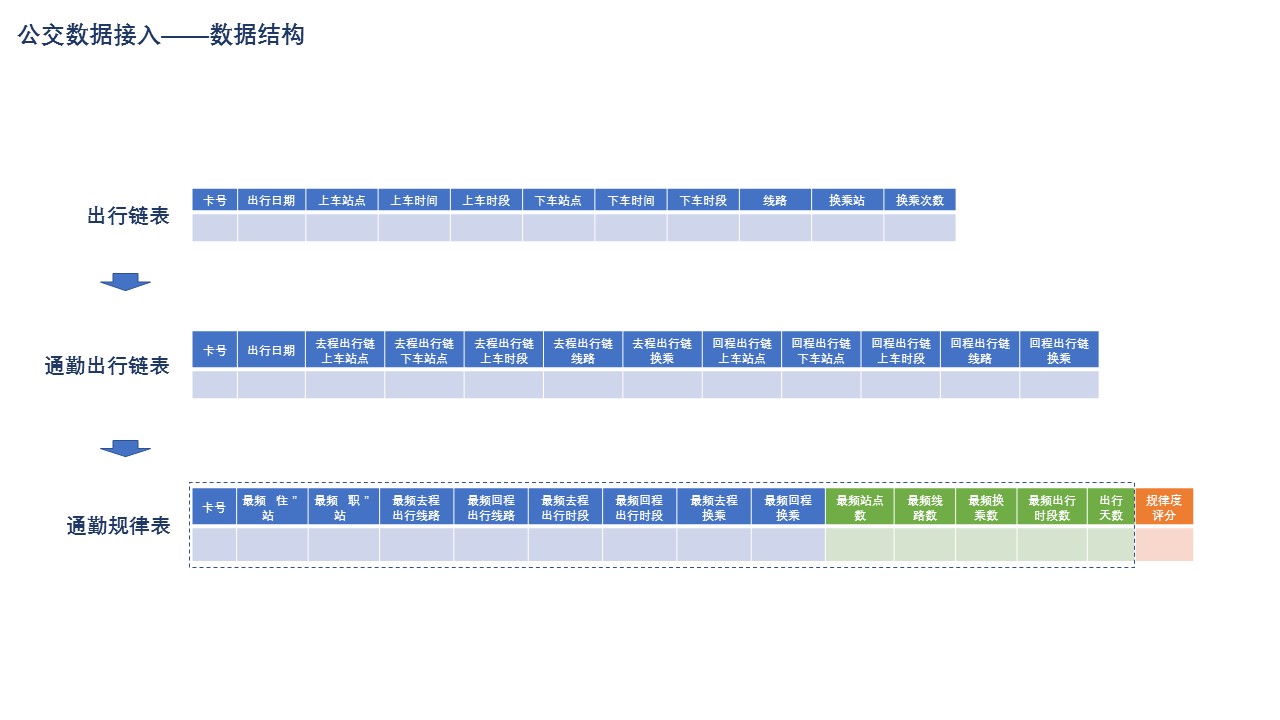 公交数据接入——数据结构
出行链表
卡号 出行日期 上车站点 上车时间 上车时段 下车站点 下车时间 下车时段 线路 换乘站 换乘次数
通勤出行链表
卡号 出行日期 去程出行链 去程出行链 去程出行链 去程出行链 去程出行链 回程出行链 回程出行链 回程出行链 回程出行链 回程出行链
上车站点 下车站点 上车时段 线路 换乘 上车站点 下车站点 上车时段 线路 换乘
通勤规律表
卡号 最频 住” 最频 职” 最频去程 最频回程 最频去程 最频回程 最频去程 最频回程 最频站点 最频线 最频换 最频出行 出行 规律度
站 站 出行线路 出行线路 出行时段 出行时段 换乘 换乘 数 路数 乘数 时段数 天数 评分